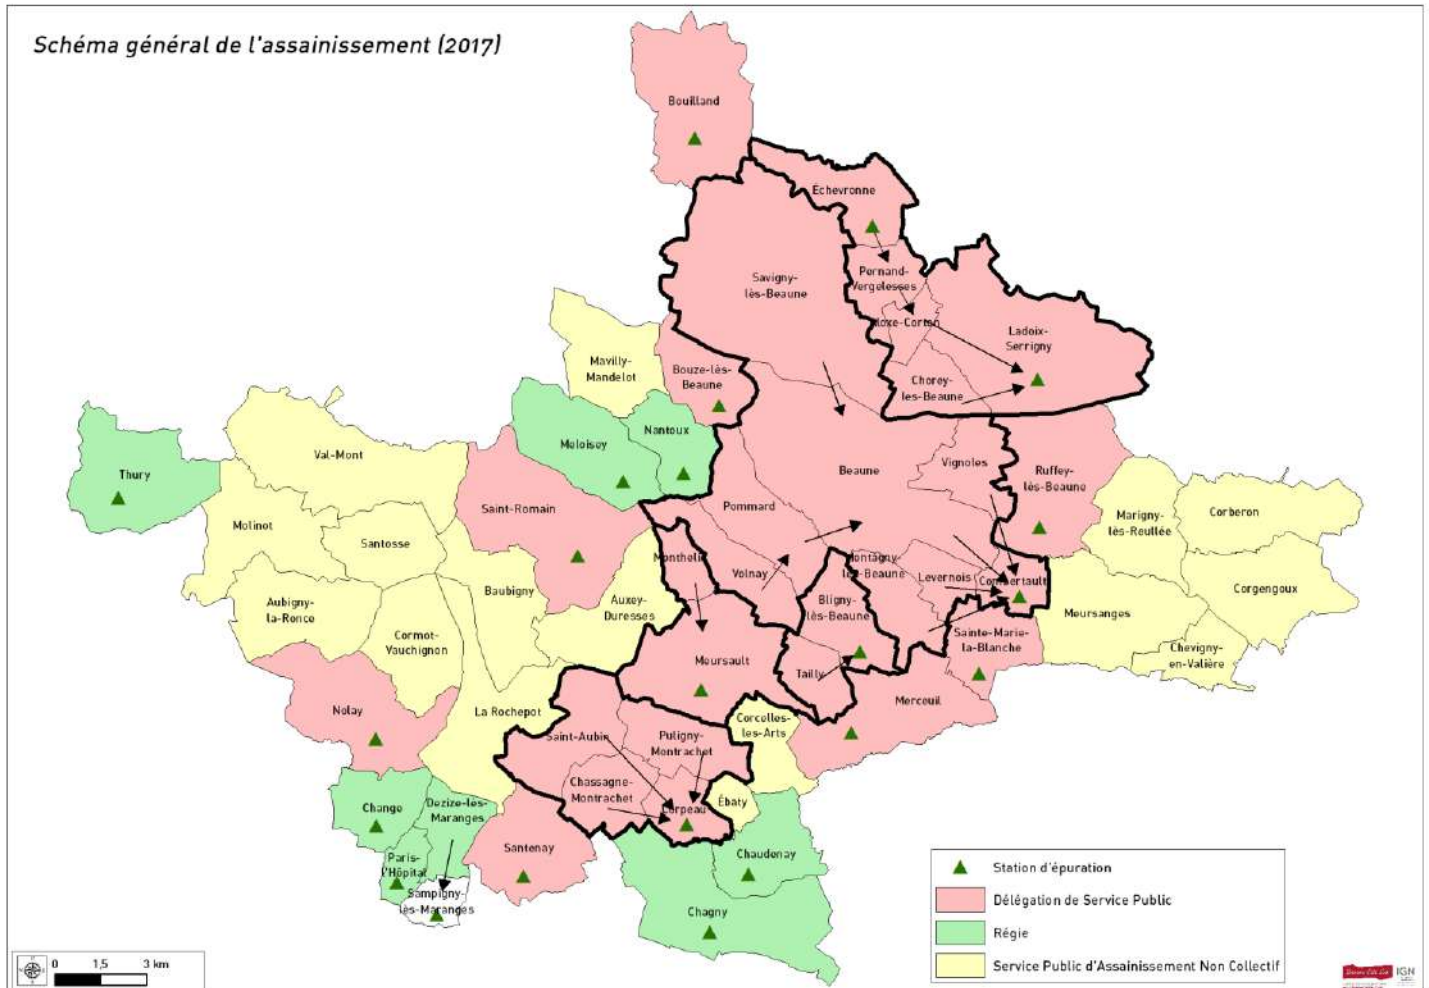 Schéma général de l'assainissement (2017)
Bouilland
Échevronne
Pernand-
Vergelesses
Savigny-
lès-Beaune
Ladoix-
Serrigny
Mavilly-
Mandelot
Bouze-lès-
Beaune
Chorey-
les-Beaune
Nantoux
Meloisey
Val-Mont
Thury
Beaune
Vignoles
Ruffey-
lès-Beaune
Saint-Romain
Pommard
Marigny-
lès-Reullée
Corberon
Molinot
Santosse
Monthelie
Volnay
Montagny-
lès-Beaune
Levernois
Combertault
Corgengoux
Baubigny
Auxey-
Duresses
Bligny-
lès-Beaune
Meursanges
Aubigny-
la-Ronce
Cormot-
Vauchignon
Sainte-Marie-
la-Blanche
Chevigny-
en-Valière
Meursault
Tailly
Merceuil
Nolay
La Rochepot
Corcelles-
les-Arts
Saint-Aubin
Puligny-
Montrachet
Chassagne-
Montrachet
Corpeau
Ébaty
Change
Dezize-lès-
Maranges
Santenay
Chaudenay
Paris-
l'Hôpital
Sampigny-
lès-Maranges
Chagny
Station d'épuration
Délégation de Service Public
Régie
Service Public d'Assainissement Non Collectif
0 1,5 3 km
IGN